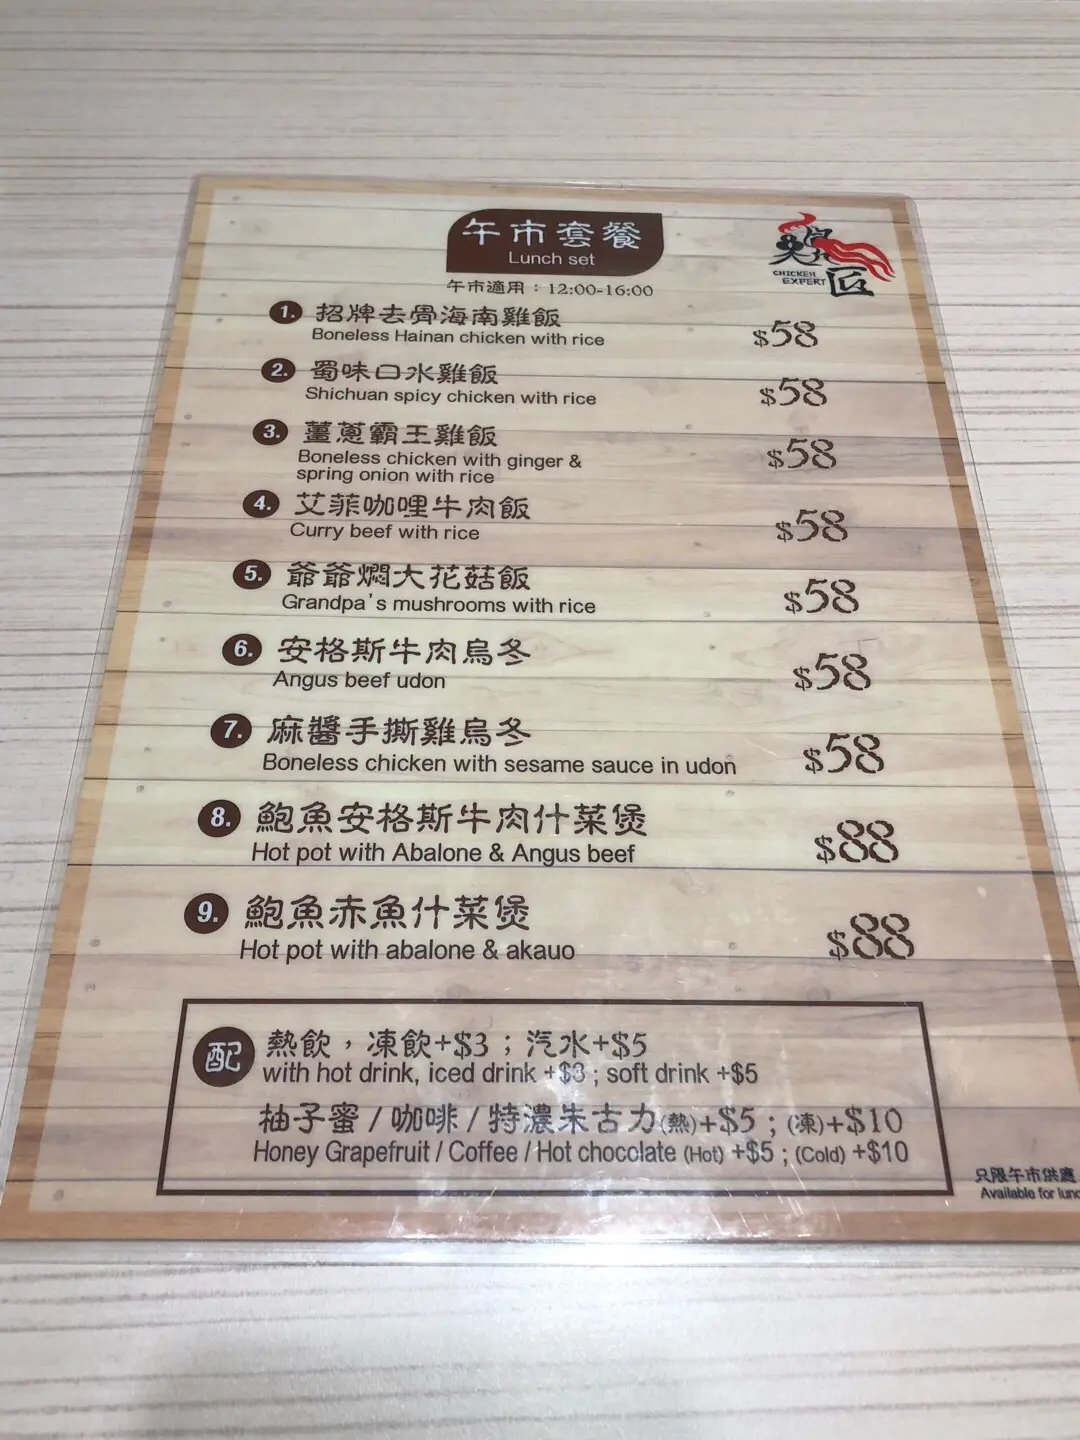 午市套餐
Lunch set
CHICKEN
EXPERT
匠
午市適用：12:00-16:00
1. 招牌去骨海南雞飯
Boneless Hainan chicken with rice
$58
2. 蜀味口水雞飯
Shichuan spicy chicken with rice
$58
3. 薑蔥霸王雞飯
Boneless chicken with ginger &
spring onion with rice
$58
4. 艾菲咖哩牛肉飯
Curry beef with rice
$58
5. 爺爺燜大花菇飯
Grandpa's mushrooms with rice
$58
6. 安格斯牛肉烏冬
Angus beef udon
$58
7. 麻醬手撕雞烏冬
Boneless chicken with sesame sauce in udon
$58
8. 鮑魚安格斯牛肉什菜煲
Hot pot with Abalone & Angus beef
$88
9. 鮑魚赤魚什菜煲
Hot pot with abalone & akauo
$88
配 熱飲，凍飲+$3；汽水+$5
with hot drink, iced drink +$3 ; soft drink +$5
柚子蜜 / 咖啡 / 特濃朱古力(熱)+$5；(凍)+$10
Honey Grapefruit / Coffee / Hot chocolate (Hot) +$5 ; (Cold) +$10
只限午市供應
Available for lunc